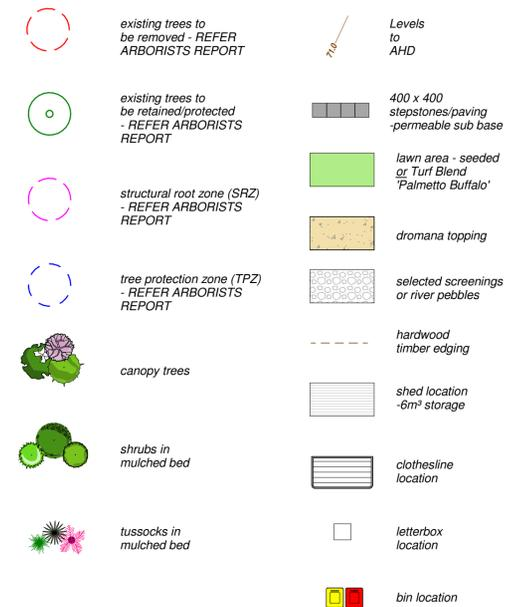 existing trees to
be removed - REFER
ARBORISTS REPORT
existing trees to
be retained/protected
- REFER ARBORISTS
REPORT
structural root zone (SRZ)
- REFER ARBORISTS
REPORT
tree protection zone (TPZ)
- REFER ARBORISTS
REPORT
canopy trees
shrubs in
mulched bed
tussocks in
mulched bed
71.0
Levels
to
AHD
400 x 400
stepstones/paving
-permeable sub base
lawn area - seeded
or Turf Blend
'Palmetto Buffalo'
dromana topping
selected screenings
or river pebbles
hardwood
timber edging
shed location
-6m³ storage
clothesline
location
letterbox
location
bin location